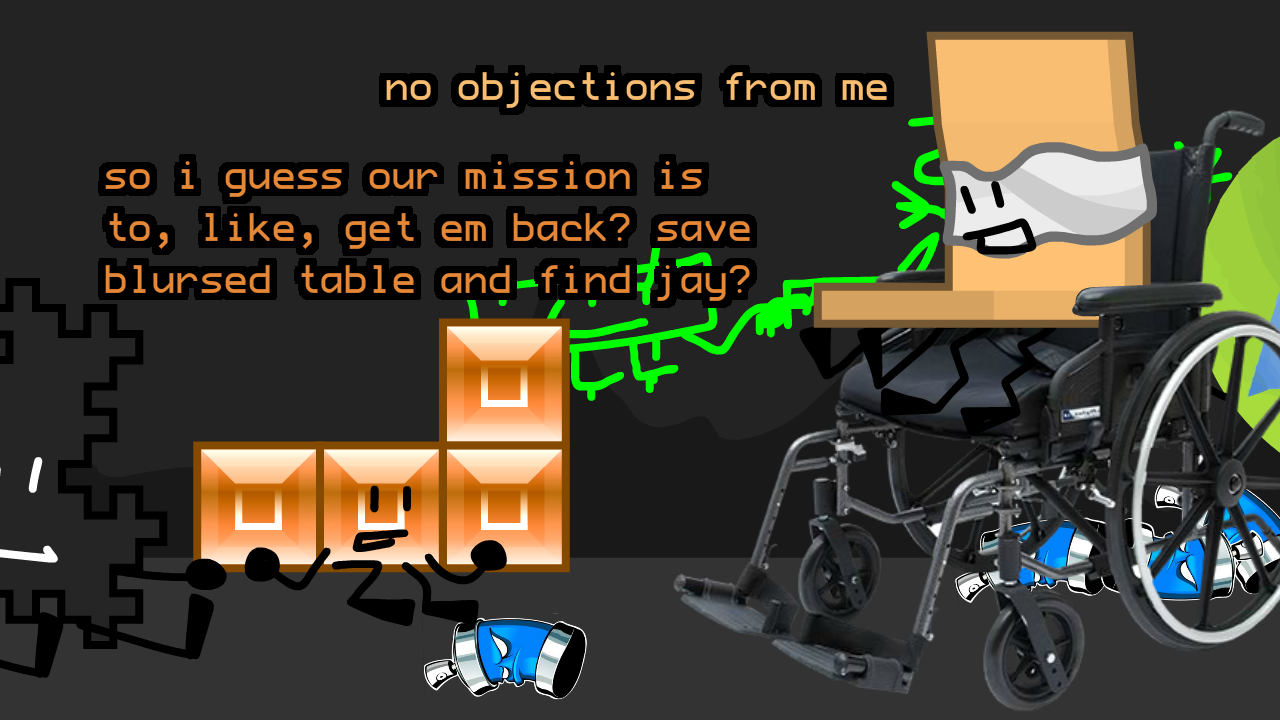 no objections from me
so i guess our mission is
to, like, get em back? save
blursed table and find jay?